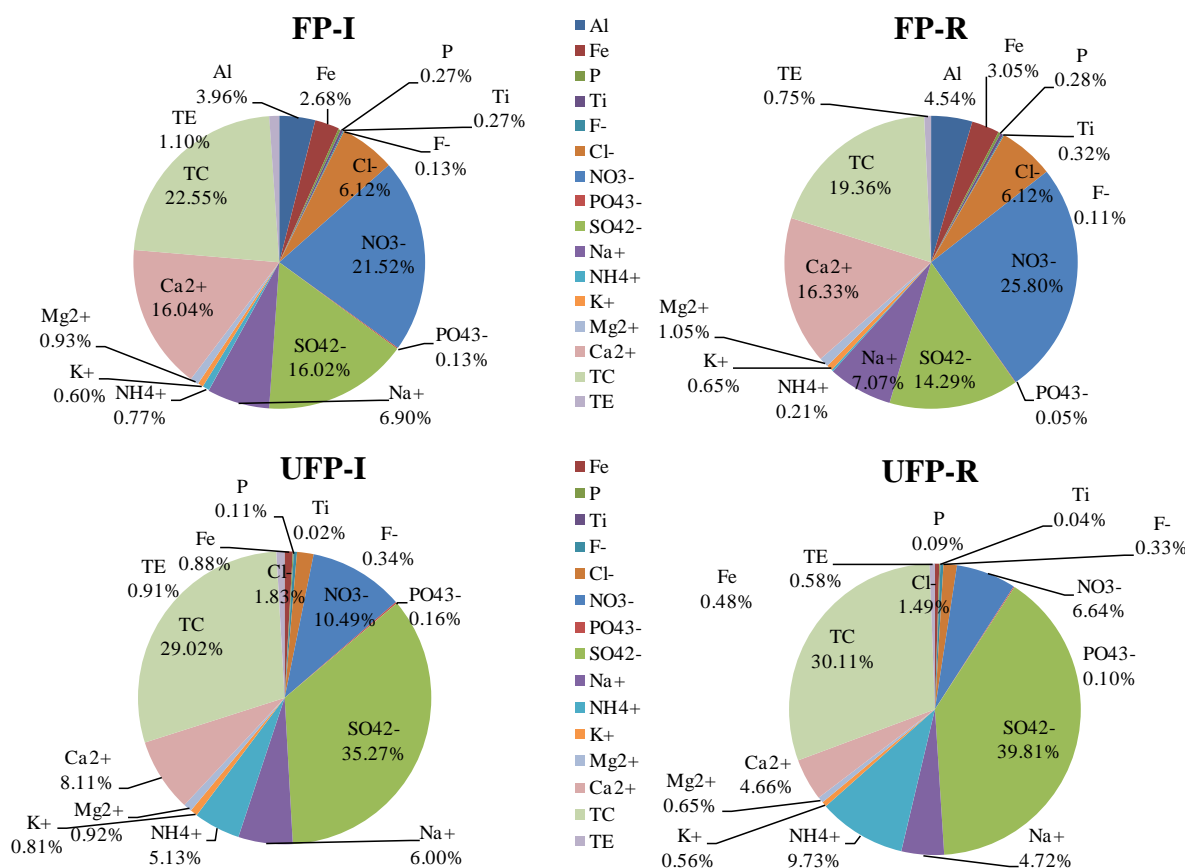 FP-I
Al
3.96%
Fe
2.68%
P
0.27%
Ti
0.27%
F-
0.13%
Cl-
6.12%
NO3-
21.52%
PO43-
0.13%
SO42-
16.02%
Na+
6.90%
NH4+
0.77%
K+
0.60%
Mg2+
0.93%
Ca2+
16.04%
TC
22.55%
TE
1.10%
Al
Fe
P
Ti
F-
Cl-
NO3-
PO43-
SO42-
Na+
NH4+
K+
Mg2+
Ca2+
TC
TE
FP-R
Al
4.54%
Fe
3.05%
P
0.28%
Ti
0.32%
F-
0.11%
Cl-
6.12%
NO3-
25.80%
PO43-
0.05%
SO42-
14.29%
Na+
7.07%
NH4+
0.21%
K+
0.65%
Mg2+
1.05%
Ca2+
16.33%
TC
19.36%
TE
0.75%
UFP-I
Fe
0.88%
P
0.11%
Ti
0.02%
F-
0.34%
Cl-
1.83%
NO3-
10.49%
PO43-
0.16%
SO42-
35.27%
Na+
6.00%
NH4+
5.13%
K+
0.81%
Mg2+
0.92%
Ca2+
8.11%
TC
29.02%
TE
0.91%
Fe
P
Ti
F-
Cl-
NO3-
PO43-
SO42-
Na+
NH4+
K+
Mg2+
Ca2+
TC
TE
UFP-R
Fe
0.48%
P
0.09%
Ti
0.04%
F-
0.33%
Cl-
1.49%
NO3-
6.64%
PO43-
0.10%
SO42-
39.81%
Na+
4.72%
NH4+
9.73%
K+
0.56%
Mg2+
0.65%
Ca2+
4.66%
TC
30.11%
TE
0.58%